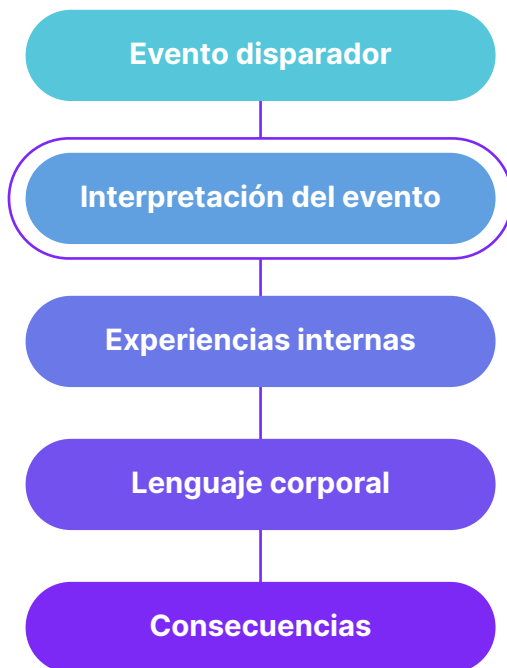 Evento disparador
Interpretación del evento
Experiencias internas
Lenguaje corporal
Consecuencias